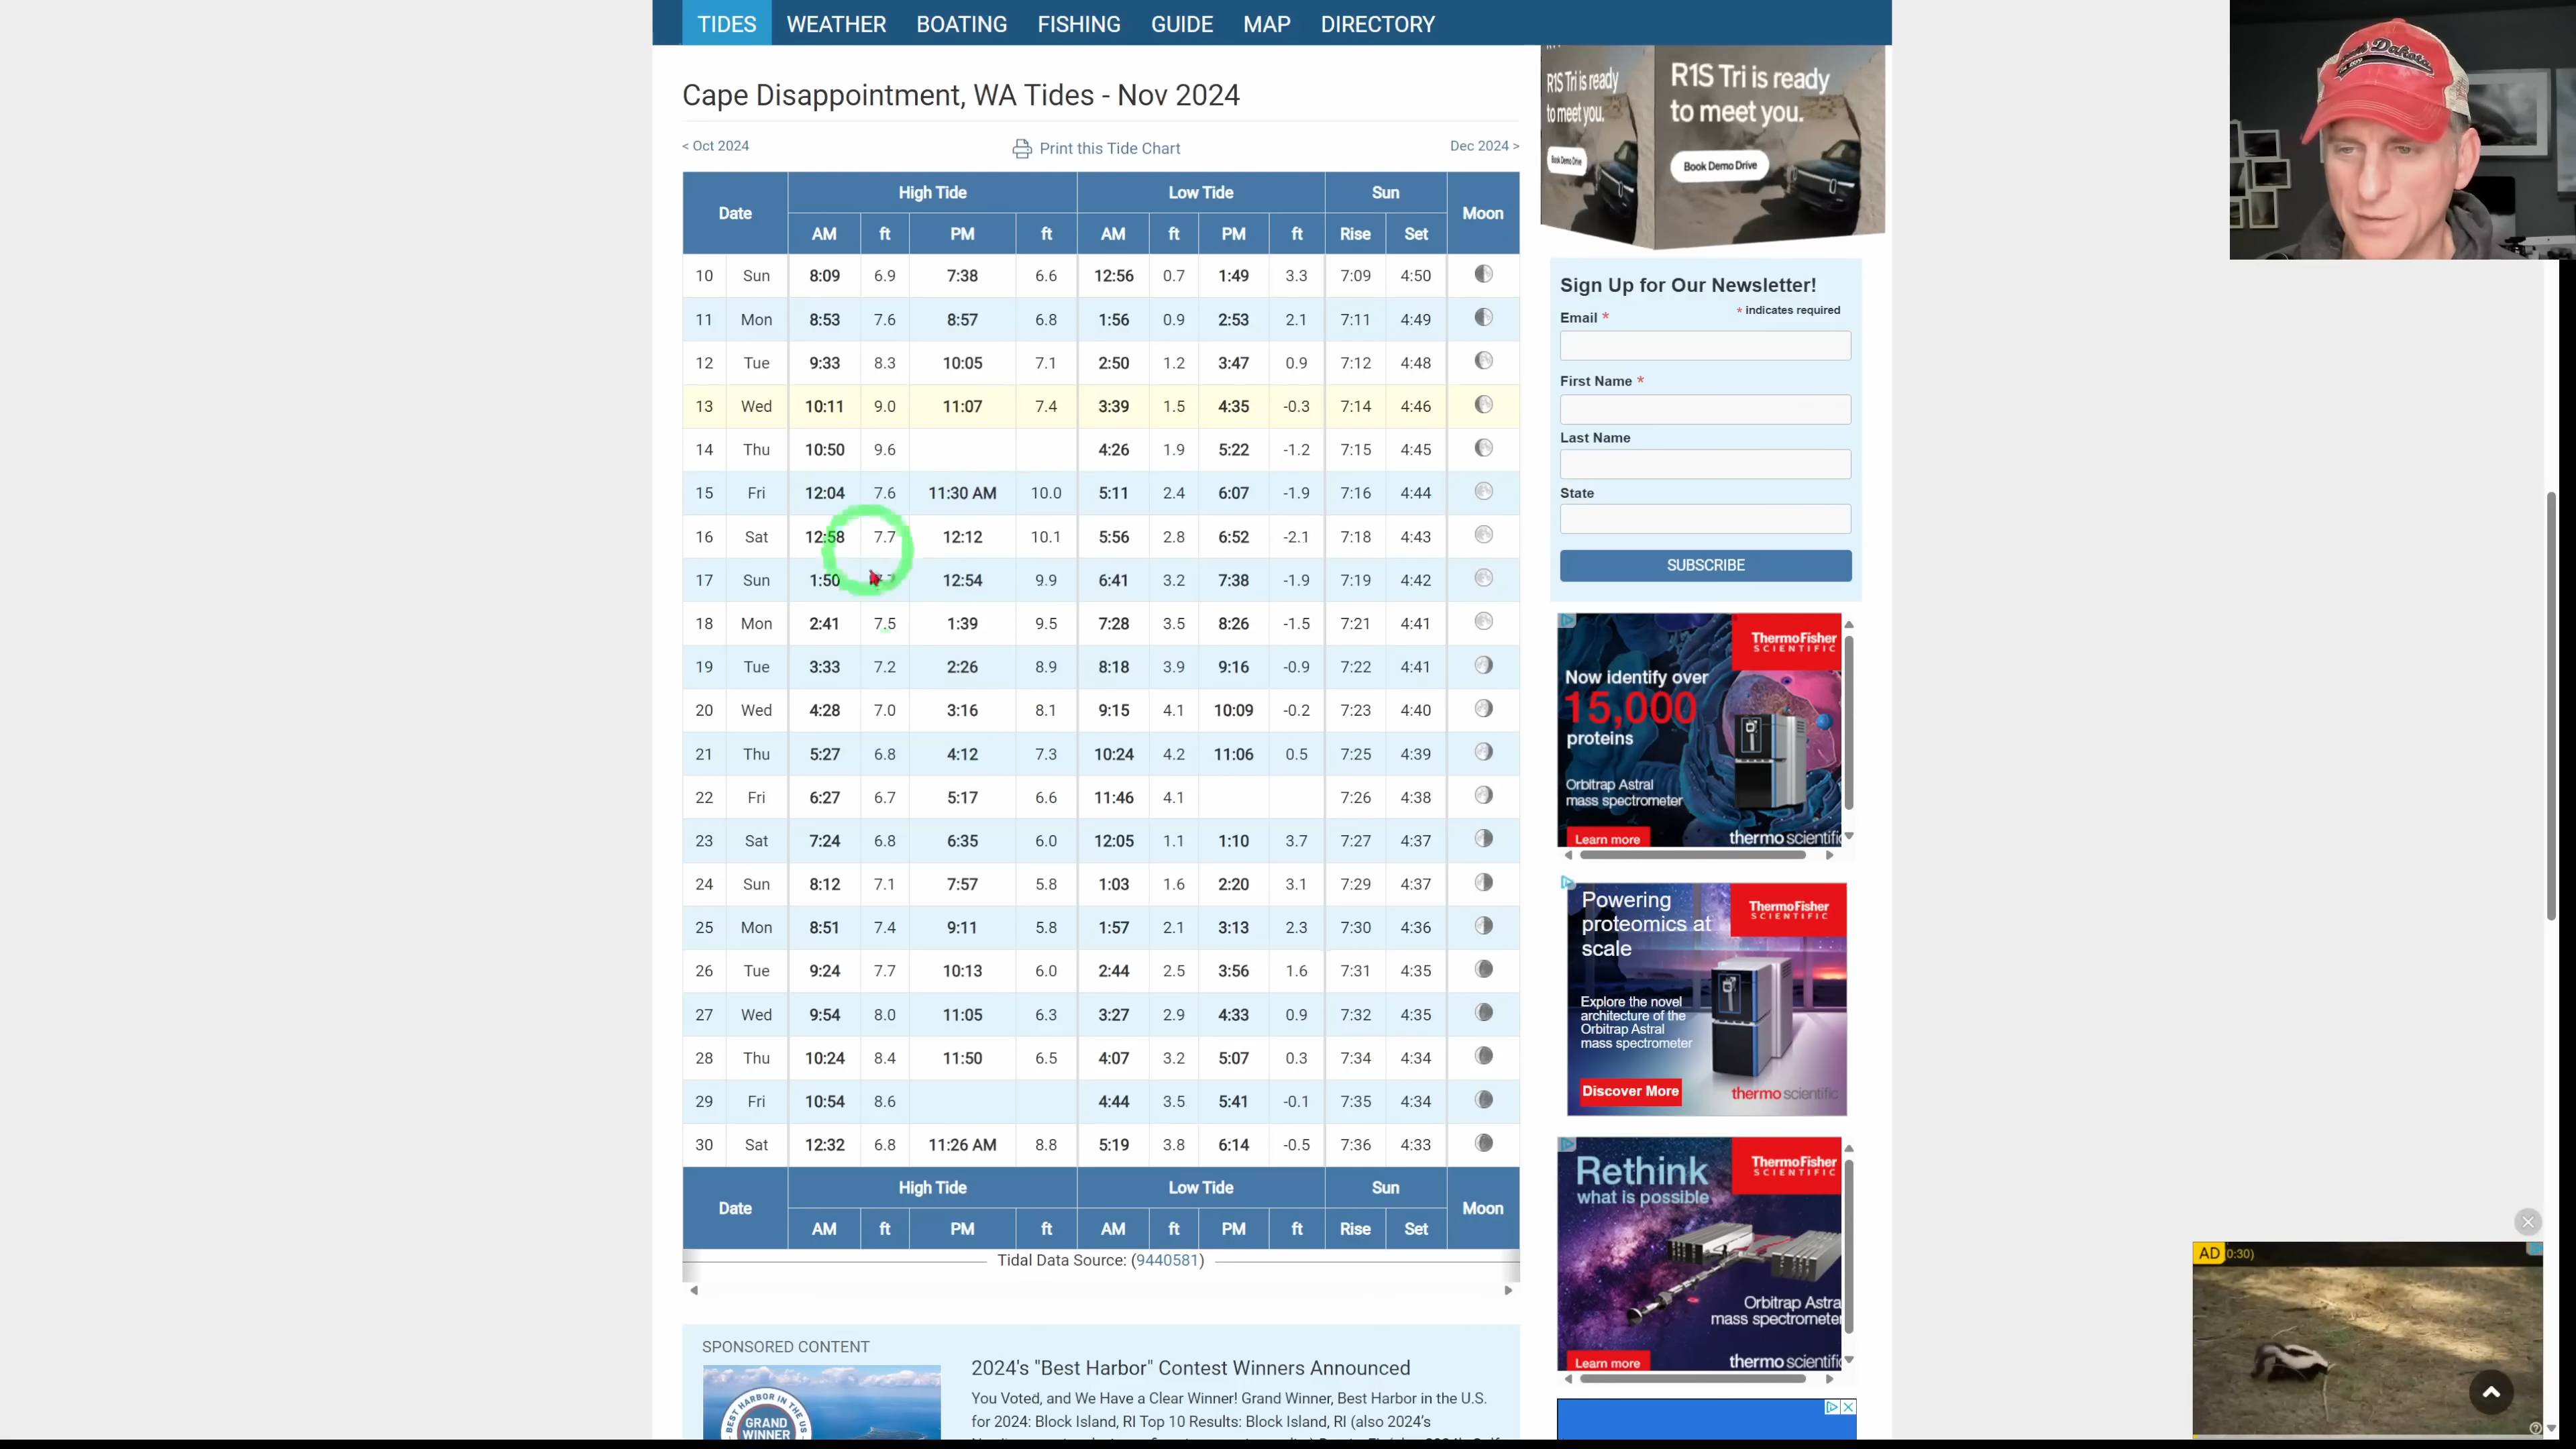 TIDES WEATHER BOATING FISHING GUIDE MAP DIRECTORY
Cape Disappointment, WA Tides - Nov 2024
< Oct 2024 Print this Tide Chart Dec 2024 >
Date High Tide Low Tide Sun Moon
AM ft PM ft AM ft PM ft Rise Set
10 Sun 8:09 6.9 7:38 6.6 12:56 0.7 1:49 3.3 7:09 4:50
11 Mon 8:53 7.6 8:57 6.8 1:56 0.9 2:53 2.1 7:11 4:49
12 Tue 9:33 8.3 10:05 7.1 2:50 1.2 3:47 0.9 7:12 4:48
13 Wed 10:11 9.0 11:07 7.4 3:39 1.5 4:35 -0.3 7:14 4:46
14 Thu 10:50 9.6 4:26 1.9 5:22 -1.2 7:15 4:45
15 Fri 12:04 7.6 11:30 AM 10.0 5:11 2.4 6:07 -1.9 7:16 4:44
16 Sat 12:58 7.7 12:12 10.1 5:56 2.8 6:52 -2.1 7:18 4:43
17 Sun 1:50 12:54 9.9 6:41 3.2 7:38 -1.9 7:19 4:42
18 Mon 2:41 7.5 1:39 9.5 7:28 3.5 8:26 -1.5 7:21 4:41
19 Tue 3:33 7.2 2:26 8.9 8:18 3.9 9:16 -0.9 7:22 4:41
20 Wed 4:28 7.0 3:16 8.1 9:15 4.1 10:09 -0.2 7:23 4:40
21 Thu 5:27 6.8 4:12 7.3 10:24 4.2 11:06 0.5 7:25 4:39
22 Fri 6:27 6.7 5:17 6.6 11:46 4.1 7:26 4:38
23 Sat 7:24 6.8 6:35 6.0 12:05 1.1 1:10 3.7 7:27 4:37
24 Sun 8:12 7.1 7:57 5.8 1:03 1.6 2:20 3.1 7:29 4:37
25 Mon 8:51 7.4 9:11 5.8 1:57 2.1 3:13 2.3 7:30 4:36
26 Tue 9:24 7.7 10:13 6.0 2:44 2.5 3:56 1.6 7:31 4:35
27 Wed 9:54 8.0 11:05 6.3 3:27 2.9 4:33 0.9 7:32 4:35
28 Thu 10:24 8.4 11:50 6.5 4:07 3.2 5:07 0.3 7:34 4:34
29 Fri 10:54 8.6 4:44 3.5 5:41 -0.1 7:35 4:34
30 Sat 12:32 6.8 11:26 AM 8.8 5:19 3.8 6:14 -0.5 7:36 4:33
Date High Tide Low Tide Sun Moon
AM ft PM ft AM ft PM ft Rise Set
Tidal Data Source: (9440581)
SPONSORED CONTENT
BEST HARBOR IN THE US
GRAND
WINNER
2024's "Best Harbor" Contest Winners Announced
You Voted, and We Have a Clear Winner! Grand Winner, Best Harbor in the U.S.
for 2024: Block Island, RI Top 10 Results: Block Island, RI (also 2024's
R1S Tri is ready
to meet you.
Book Demo Drive
R1S Tri is ready
to meet you.
Book Demo Drive
Sign Up for Our Newsletter!
* indicates required
Email *
First Name *
Last Name
State
SUBSCRIBE
ThermoFisher
SCIENTIFIC
Now identify over
15,000
proteins
Orbitrap Astral
mass spectrometer
Learn more thermo scientific
Powering
proteomics at
scale
ThermoFisher
SCIENTIFIC
Explore the novel
architecture of the
Orbitrap Astral
mass spectrometer
Discover More thermo scientific
Rethink
what is possible
ThermoFisher
SCIENTIFIC
Orbitrap Astral
mass spectrometer
Learn more thermo scientific
AD 0:30)